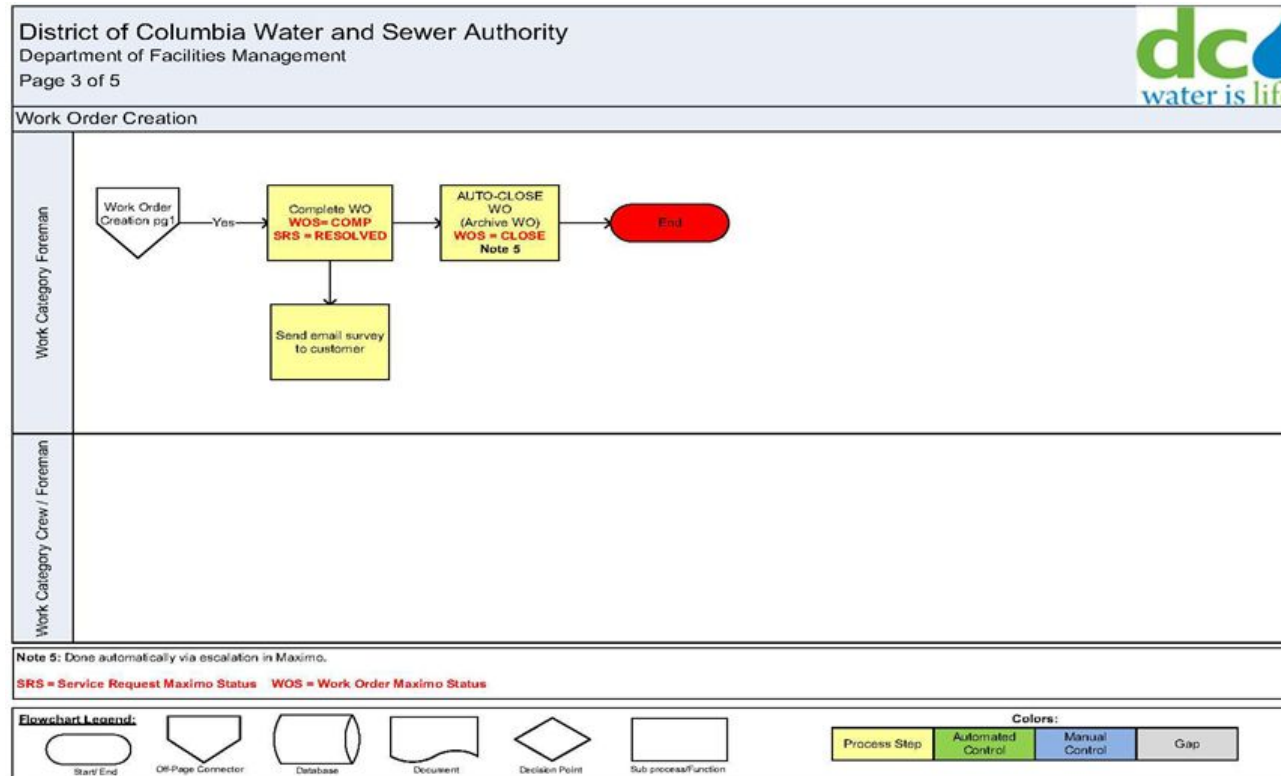 District of Columbia Water and Sewer Authority
Department of Facilities Management
Page 3 of 5
dc
water is lif
Work Order Creation
Work Category Foreman
Work Order
Creation pg1
Yes
Complete WO
WOS= COMP
SRS = RESOLVED
AUTO-CLOSE
WO
(Archive WO)
WOS = CLOSE
Note 5
End
Send email survey
to customer
Work Category Crew / Foreman
Note 5: Done automatically via escalation in Maximo.
SRS = Service Request Maximo Status WOS = Work Order Maximo Status
Flowchart Legend:
Start/ End
Off-Page Connector
Database
Document
Decision Point
Sub process/Function
Colors:
Process Step
Automated
Control
Manual
Control
Gap